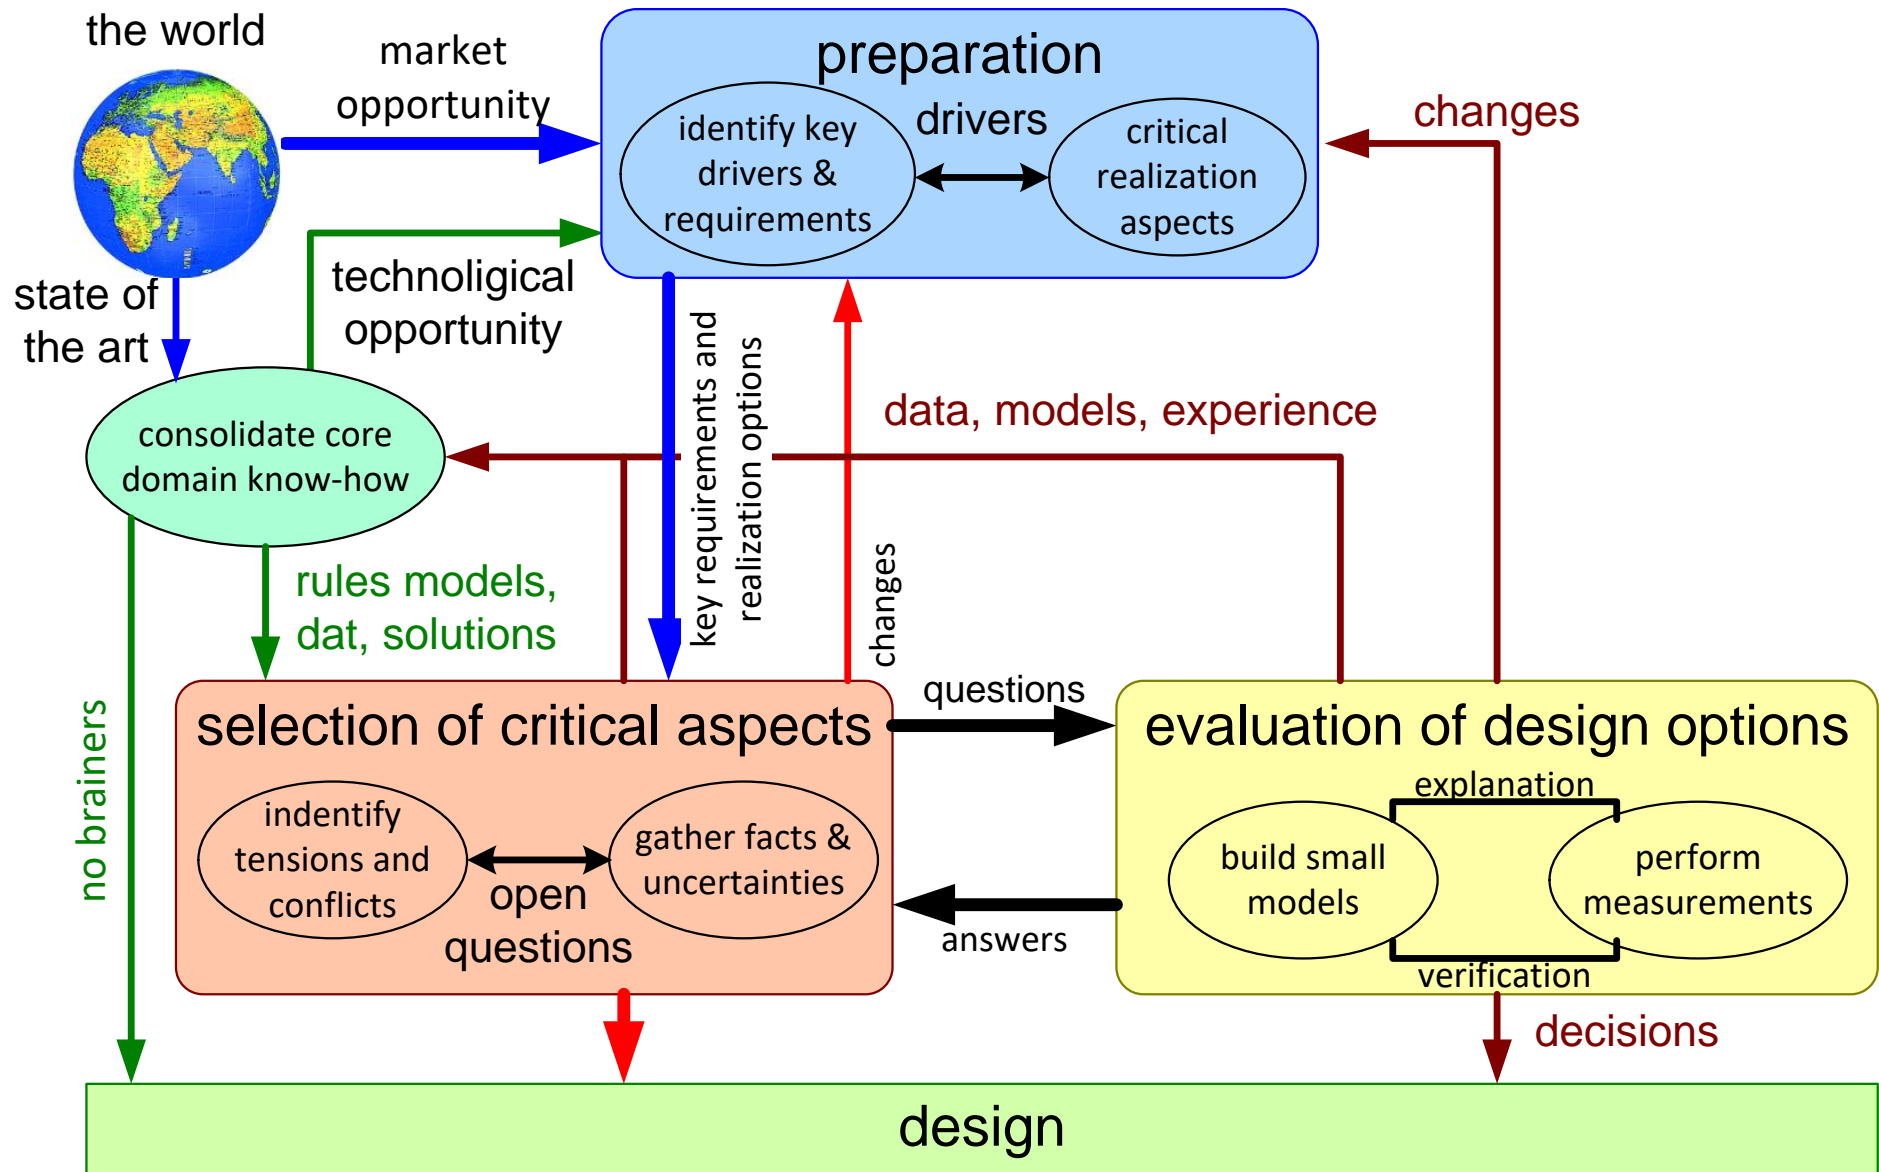 the world
market
opportunity
preparation
drivers
identify key
drivers &
requirements
critical
realization
aspects
changes
state of
the art
technoligical
opportunity
key requirements and
realization options
data, models, experience
consolidate core
domain know-how
rules models,
dat, solutions
changes
no brainers
selection of critical aspects
indentify
tensions and
conflicts
open
questions
gather facts &
uncertainties
questions
answers
evaluation of design options
explanation
build small
models
perform
measurements
verification
decisions
design